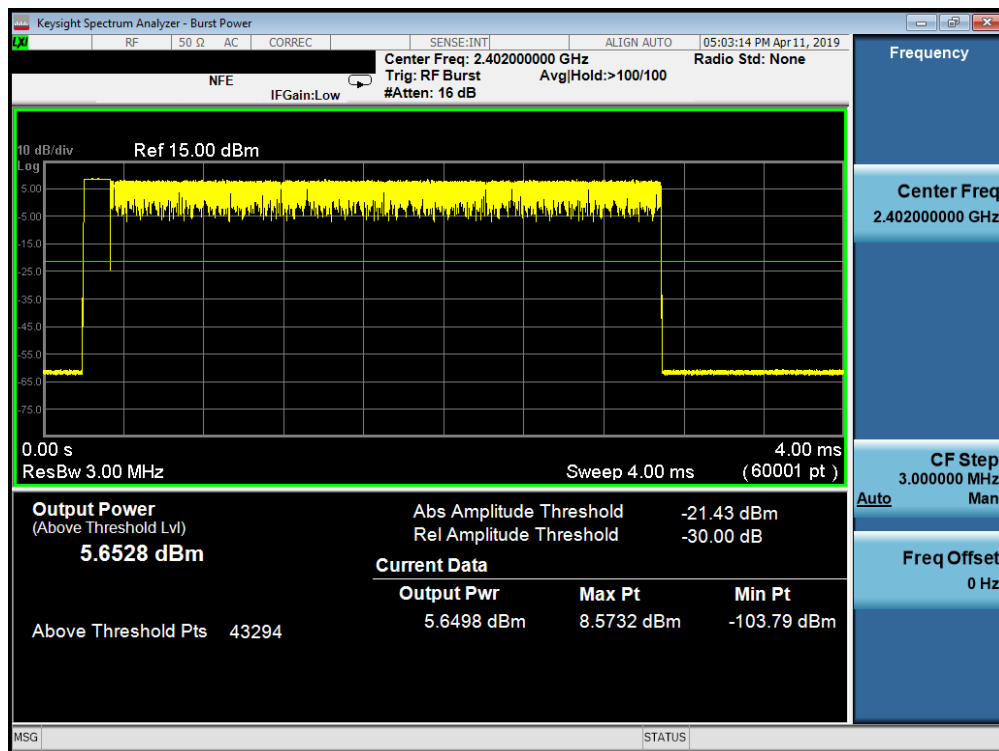 Keysight Spectrum Analyzer - Burst Power
LXI RF 50 Ω AC CORREC SENSE:INT ALIGN AUTO 05:03:14 PM Apr 11, 2019
Center Freq: 2.402000000 GHz Radio Std: None
NFE Trig: RF Burst Avg|Hold:>100/100
IFGain:Low #Atten: 16 dB
10 dB/div Ref 15.00 dBm
Log
5.00
-5.00
-15.0
-25.0
-35.0
-45.0
-55.0
-65.0
-75.0
0.00 s 4.00 ms
ResBw 3.00 MHz Sweep 4.00 ms (60001 pt )
Output Power
(Above Threshold Lvl)
5.6528 dBm
Above Threshold Pts 43294
Abs Amplitude Threshold -21.43 dBm
Rel Amplitude Threshold -30.00 dB
Current Data
Output Pwr Max Pt Min Pt
5.6498 dBm 8.5732 dBm -103.79 dBm
MSG STATUS
Frequency
Center Freq
2.402000000 GHz
CF Step
3.000000 MHz
Auto Man
Freq Offset
0 Hz